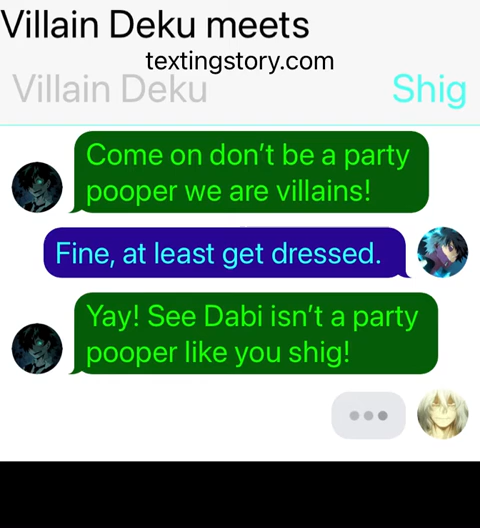 Villain Deku meets
textingstory.com
Villain Deku
Shig
Come on don't be a party
pooper we are villains!
Fine, at least get dressed.
Yay! See Dabi isn't a party
pooper like you shig!